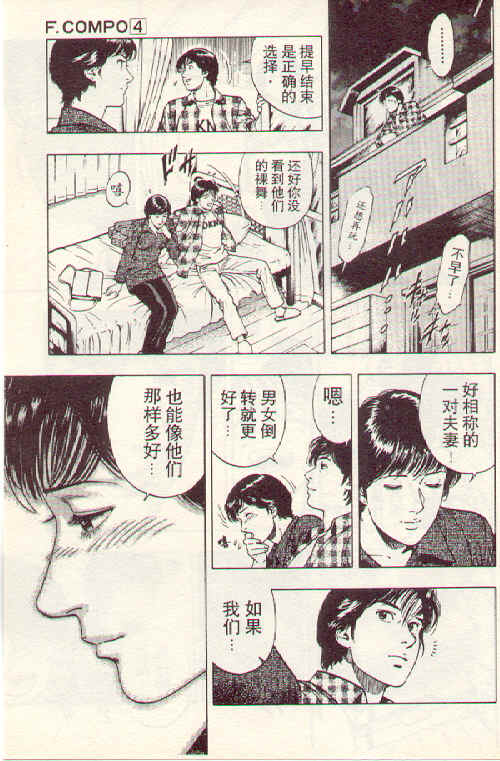 F. COMPO 4
…………
不早了…
还想再玩…
提早结束
是正确的
选择．
还好你没
看到他们
的裸舞…
嘻
好相称的
一对夫妻！
嗯…
男女倒
转就更
好了…
如果
我们…
也能像他们
那样多好…